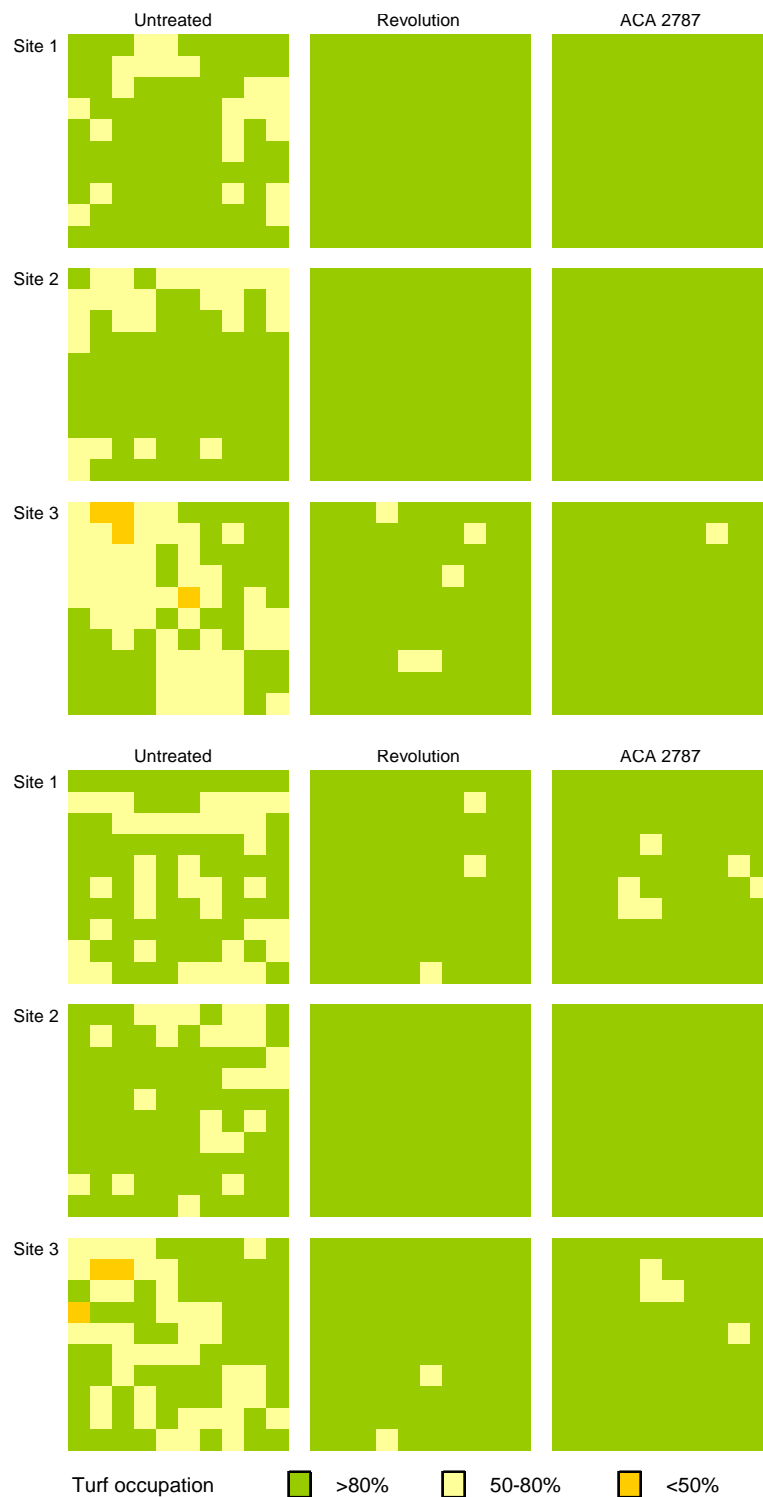 Untreated Revolution ACA 2787
Site 1
Site 2
Site 3
Untreated Revolution ACA 2787
Site 1
Site 2
Site 3
Turf occupation >80% 50-80% <50%